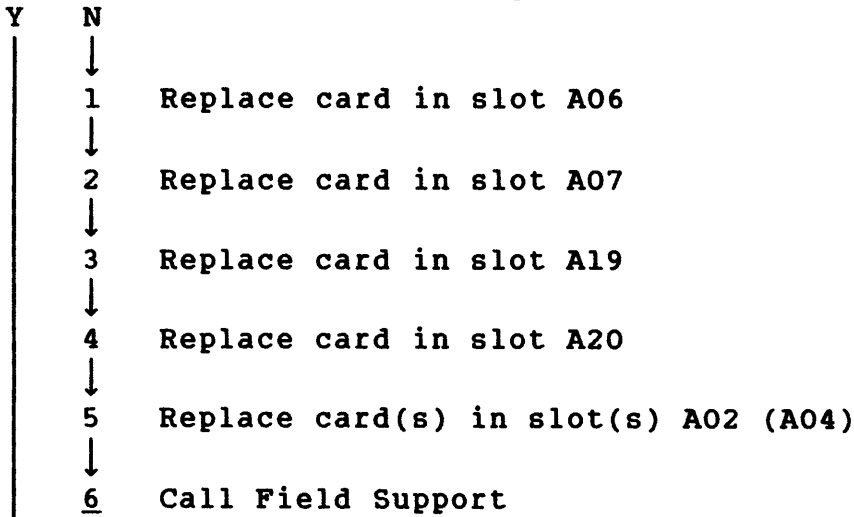 Y N
1 Replace card in slot A06
2 Replace card in slot A07
3 Replace card in slot A19
4 Replace card in slot A20
5 Replace card(s) in slot(s) A02 (A04)
6 Call Field Support